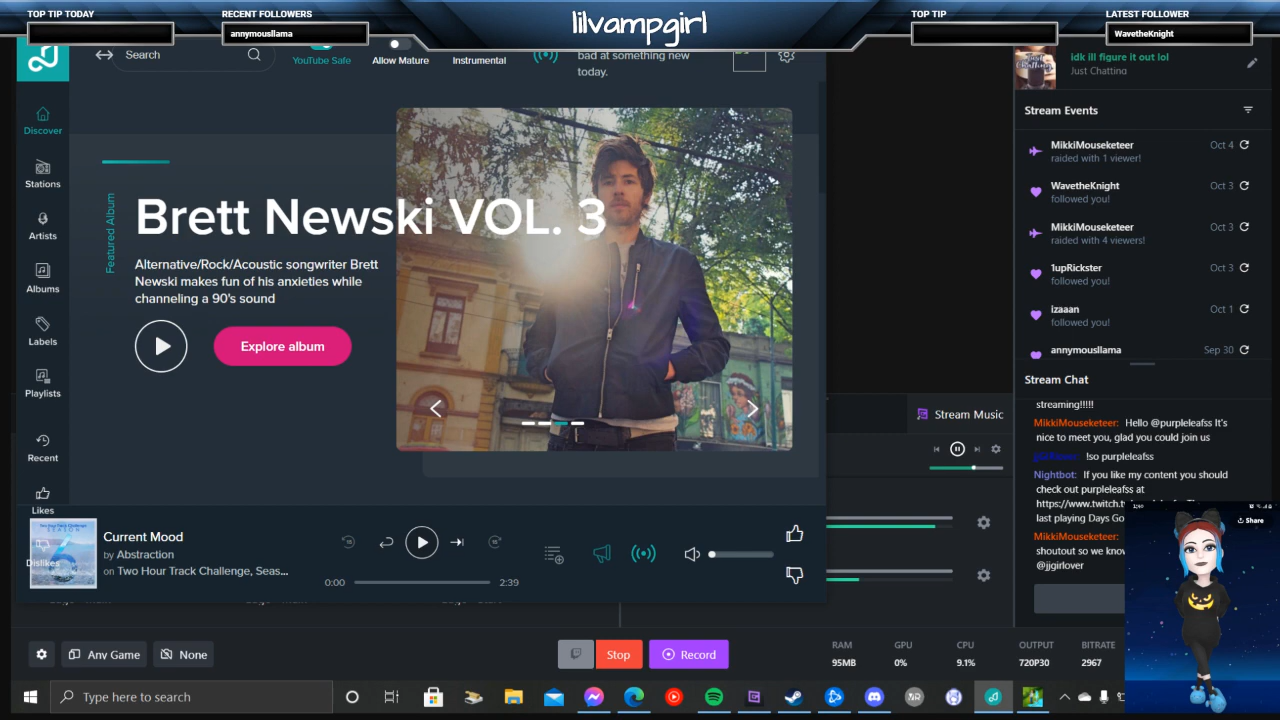 TOP TIP TODAY
RECENT FOLLOWERS
annymousllama
lilvampgirl
TOP TIP
LATEST FOLLOWER
WavetheKnight
Search
YouTube Safe
Allow Mature
Instrumental
bad at something new
today.
idk ill figure it out lol
Just Chatting
Stream Events
MikkiMouseketeer Oct 4
raided with 1 viewer!
WavetheKnight Oct 3
followed you!
MikkiMouseketeer Oct 3
raided with 4 viewers!
1upRickster Oct 3
followed you!
izaaan Oct 1
followed you!
annymousllama Sep 30
Discover
Stations
Artists
Albums
Labels
Playlists
Recent
Likes
Dislikes
Featured Album
Brett Newski VOL. 3
Alternative/Rock/Acoustic songwriter Brett
Newski makes fun of his anxieties while
channeling a 90's sound
Explore album
Stream Music
Stream Chat
streaming!!!!!
MikkiMouseketeer: Hello @purpleleafss It's
nice to meet you, glad you could join us
!so purpleleafss
Nightbot: If you like my content you should
check out purpleleafss at
last playing Days Go
MikkiMouseketeer:
shoutout so we know
@jjgirlover
Share
Current Mood
by Abstraction
on Two Hour Track Challenge, Seas...
0:00
2:39
Any Game
None
Stop
Record
RAM
95MB
GPU
0%
CPU
9.1%
OUTPUT
720P30
BITRATE
2967
Type here to search